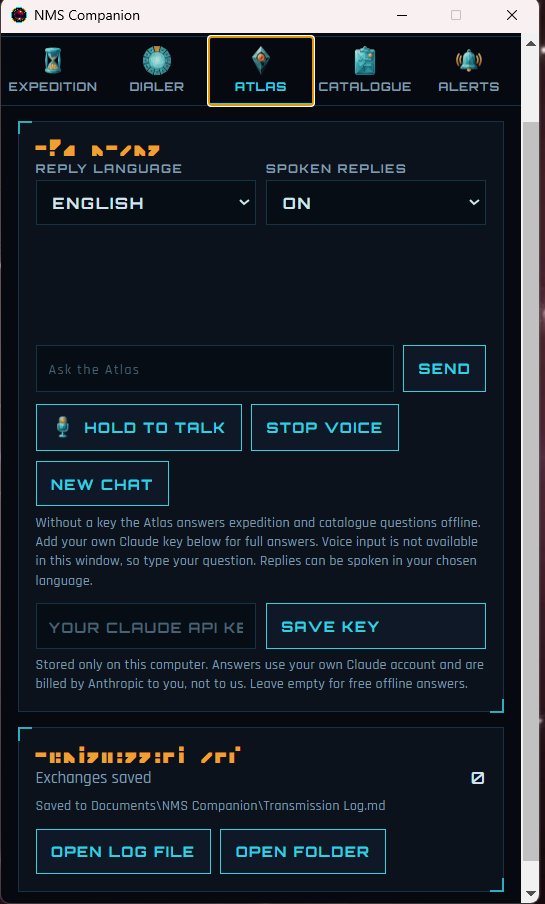 NMS Companion
EXPEDITION DIALER ATLAS CATALOGUE ALERTS
REPLY LANGUAGE SPOKEN REPLIES
ENGLISH ON
Ask the Atlas SEND
HOLD TO TALK STOP VOICE
NEW CHAT
Without a key the Atlas answers expedition and catalogue questions offline.
Add your own Claude key below for full answers. Voice input is not available
in this window, so type your question. Replies can be spoken in your chosen
language.
YOUR CLAUDE API KE SAVE KEY
Stored only on this computer. Answers use your own Claude account and are
billed by Anthropic to you, not to us. Leave empty for free offline answers.
Exchanges saved 0
Saved to Documents\NMS Companion\Transmission Log.md
OPEN LOG FILE OPEN FOLDER